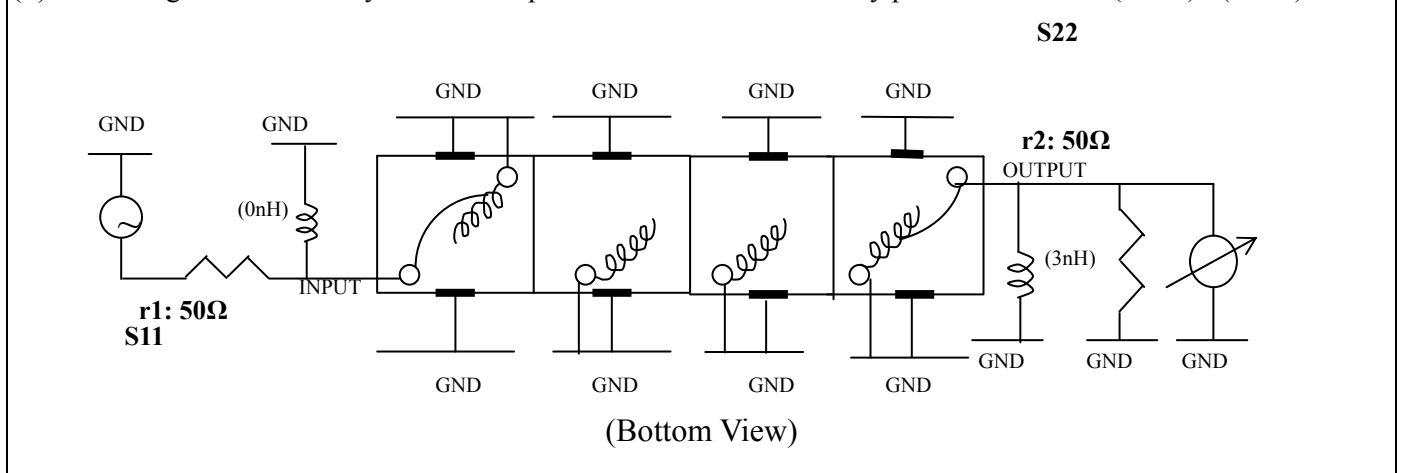 S22
GND GND GND GND
GND GND
r2: 50Ω
OUTPUT
(0nH)
(3nH)
INPUT
r1: 50Ω
S11
GND GND GND
GND GND GND GND
(Bottom View)